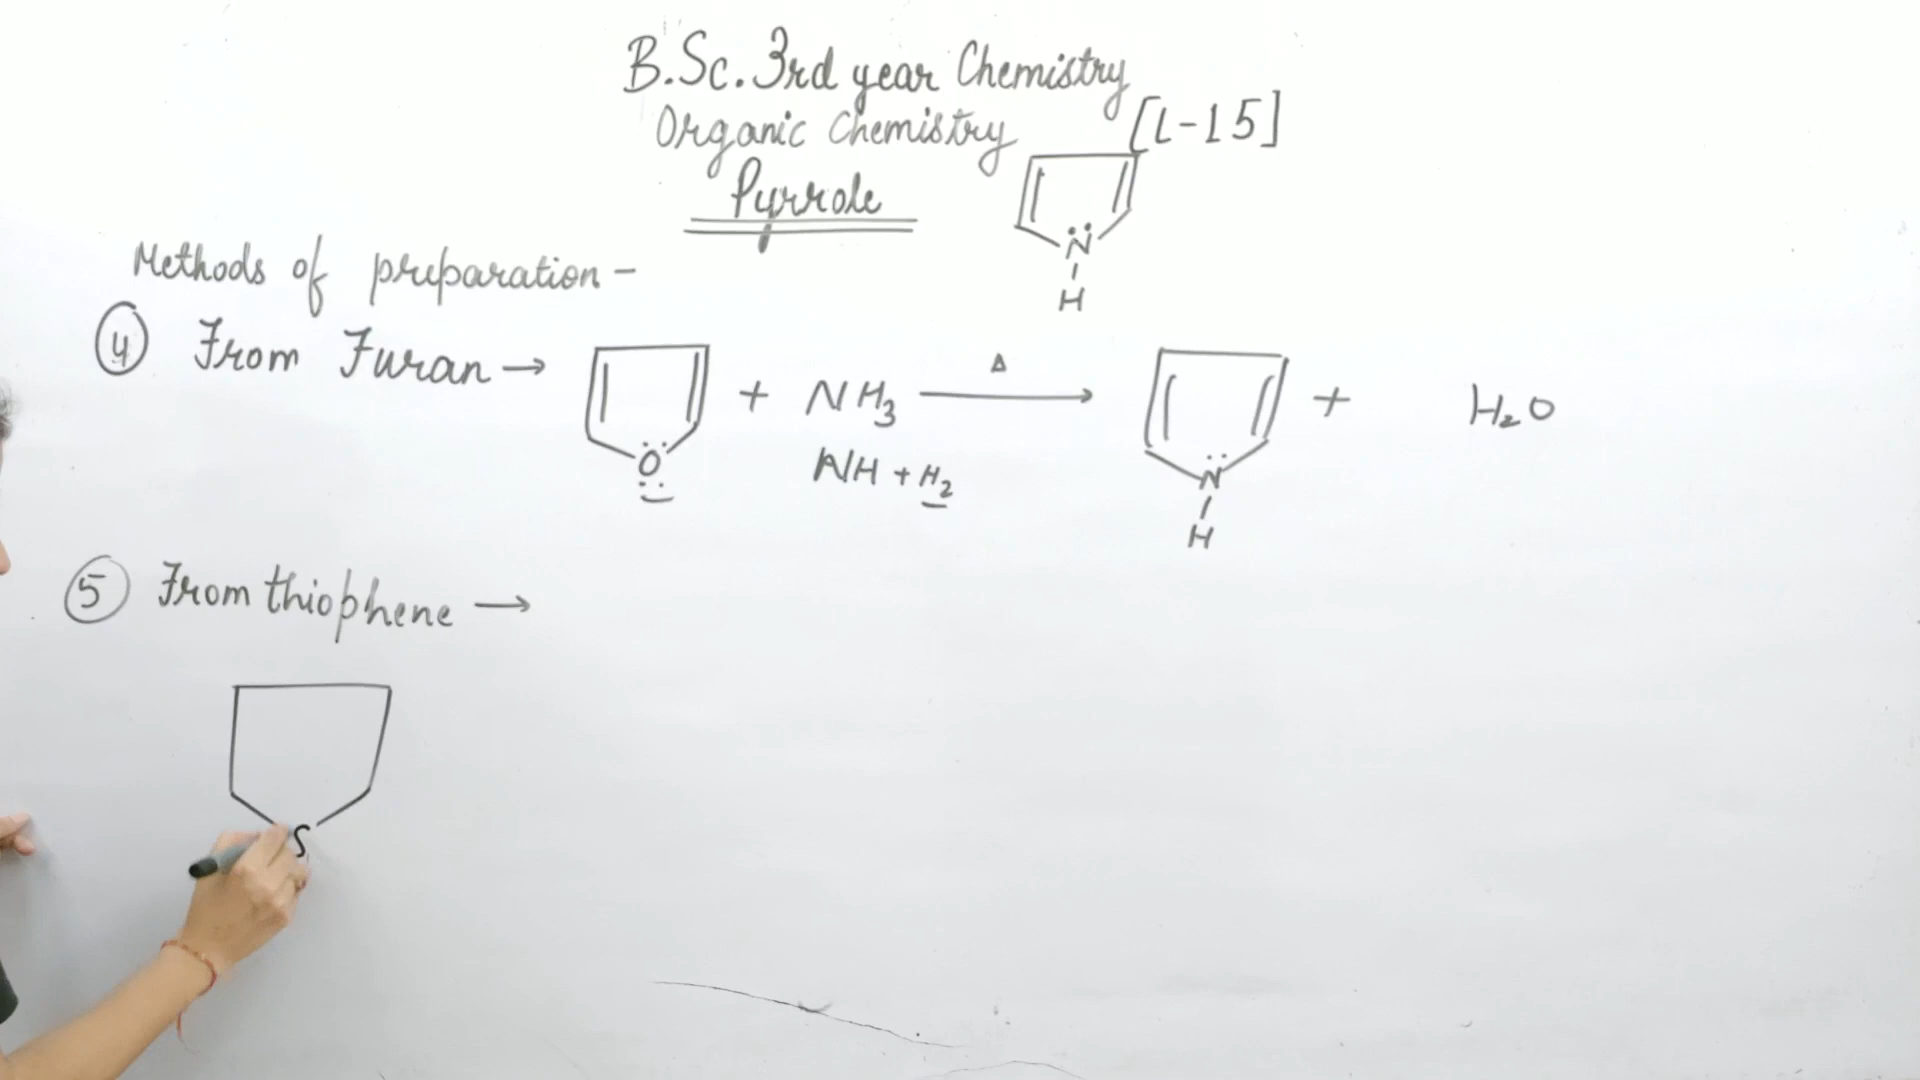 B.Sc. 3rd year Chemistry
Organic Chemistry [L-15]
Pyrrole
N
H
Methods of preparation -
4 From Furan → O + NH3 Δ → N H + H2O
NH + H2
5 From thiophene →
S